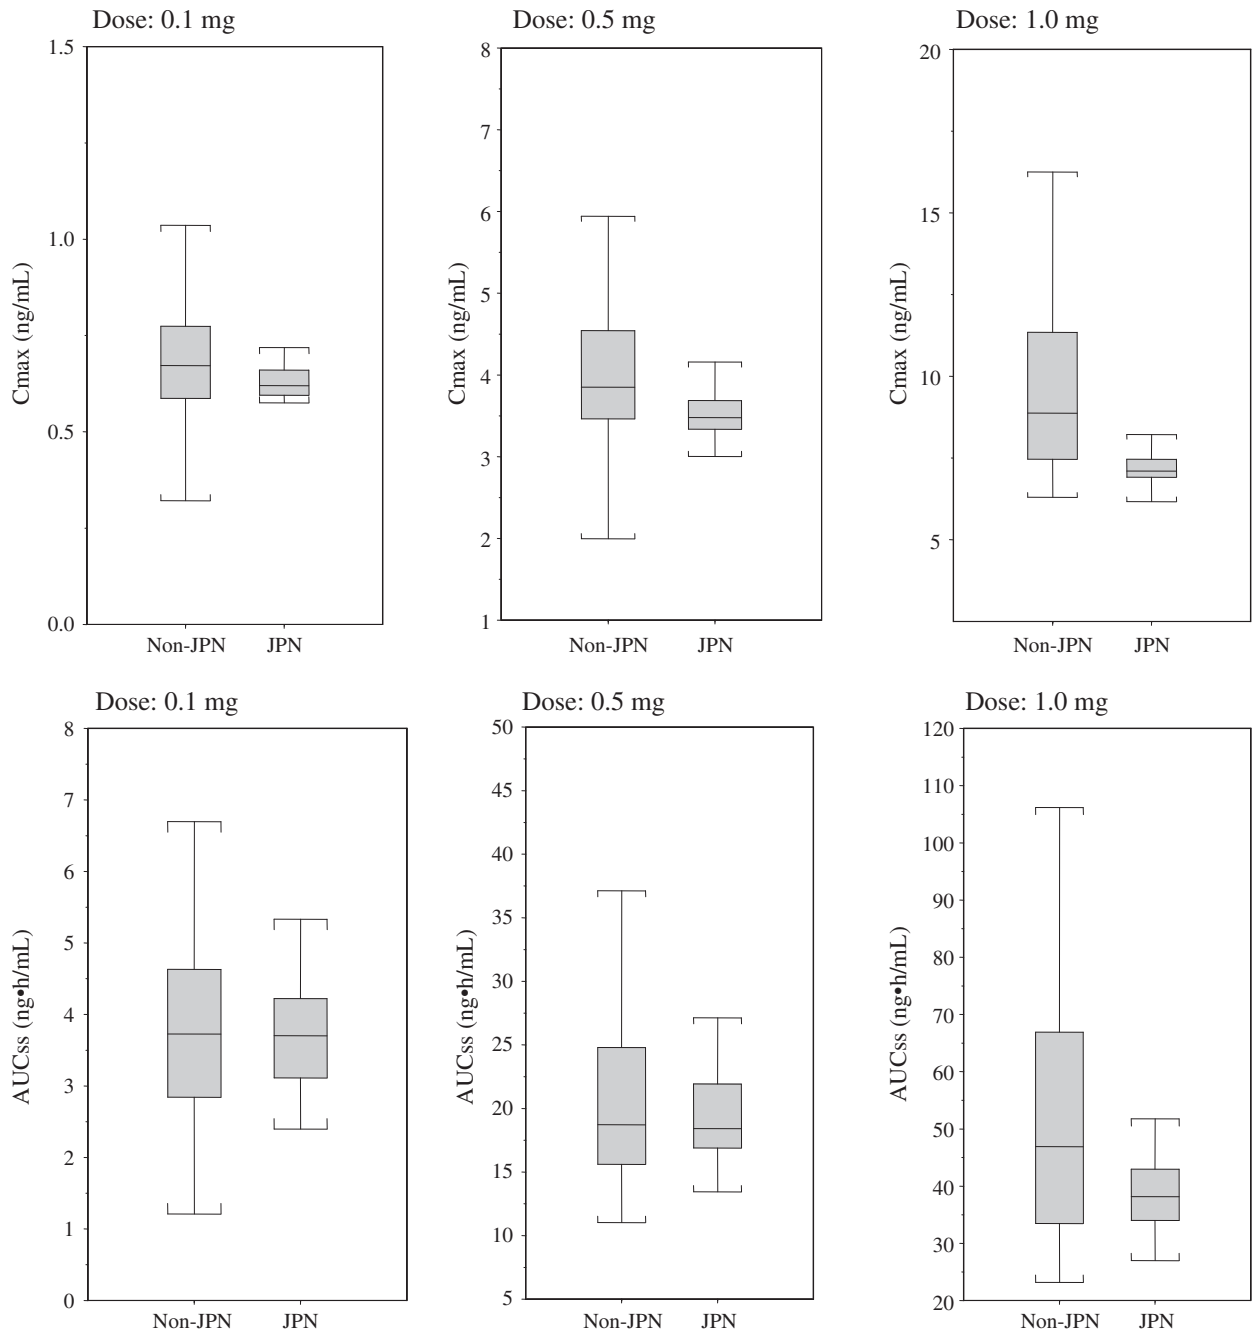 Dose: 0.1 mg
Cmax (ng/mL)
1.5
1.0
0.5
0.0
Non-JPN JPN
Dose: 0.5 mg
Cmax (ng/mL)
8
7
6
5
4
3
2
1
Non-JPN JPN
Dose: 1.0 mg
Cmax (ng/mL)
20
15
10
5
Non-JPN JPN
Dose: 0.1 mg
AUCss (ng•h/mL)
8
7
6
5
4
3
2
1
0
Non-JPN JPN
Dose: 0.5 mg
AUCss (ng•h/mL)
50
45
40
35
30
25
20
15
10
5
Non-JPN JPN
Dose: 1.0 mg
AUCss (ng•h/mL)
120
110
100
90
80
70
60
50
40
30
20
Non-JPN JPN